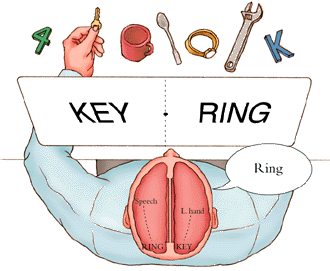 4
K
KEY
RING
Ring
Speech
L. hand
RING
KEY